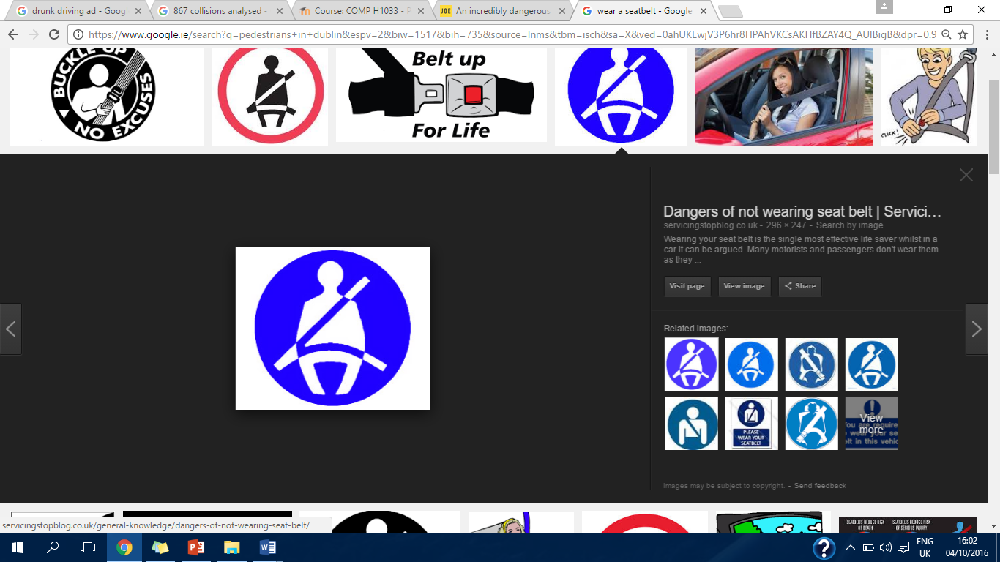 drunk driving ad - Googl
867 collisions analysed -
Course: COMP H1033 - P
JOE An incredibly dangerous
wear a seatbelt - Google
https://www.google.ie/search?q=pedestrians+in+dublin&espv=2&biw=1517&bih=735&source=lnms&tbm=isch&sa=X&ved=0ahUKEwjV3P6hr8HPAhVKCsAKHfBZAY4Q_AUIBigB&dpr=0.9
BUCKLE UP
NO EXCUSES
Belt up
For Life
CLICK!
Dangers of not wearing seat belt | Servici…
servicingstopblog.co.uk - 296 × 247 - Search by image
Wearing your seat belt is the single most effective life saver whilst in a
car it can be argued. Many motorists and passengers don't wear them
as they ...
Visit page
View image
Share
Related images:
PLEASE
WEAR YOUR
SEATBELT
View
more
You are require
wear your se
lt in this vehic
Images may be subject to copyright. - Send feedback
servicingstopblog.co.uk/general-knowledge/dangers-of-not-wearing-seat-belt/
SEATBELTS REDUCE RISK
OF DEATH
SEATBELTS REDUCE RISK
OF SERIOUS INJURY
ENG
UK
16:02
04/10/2016